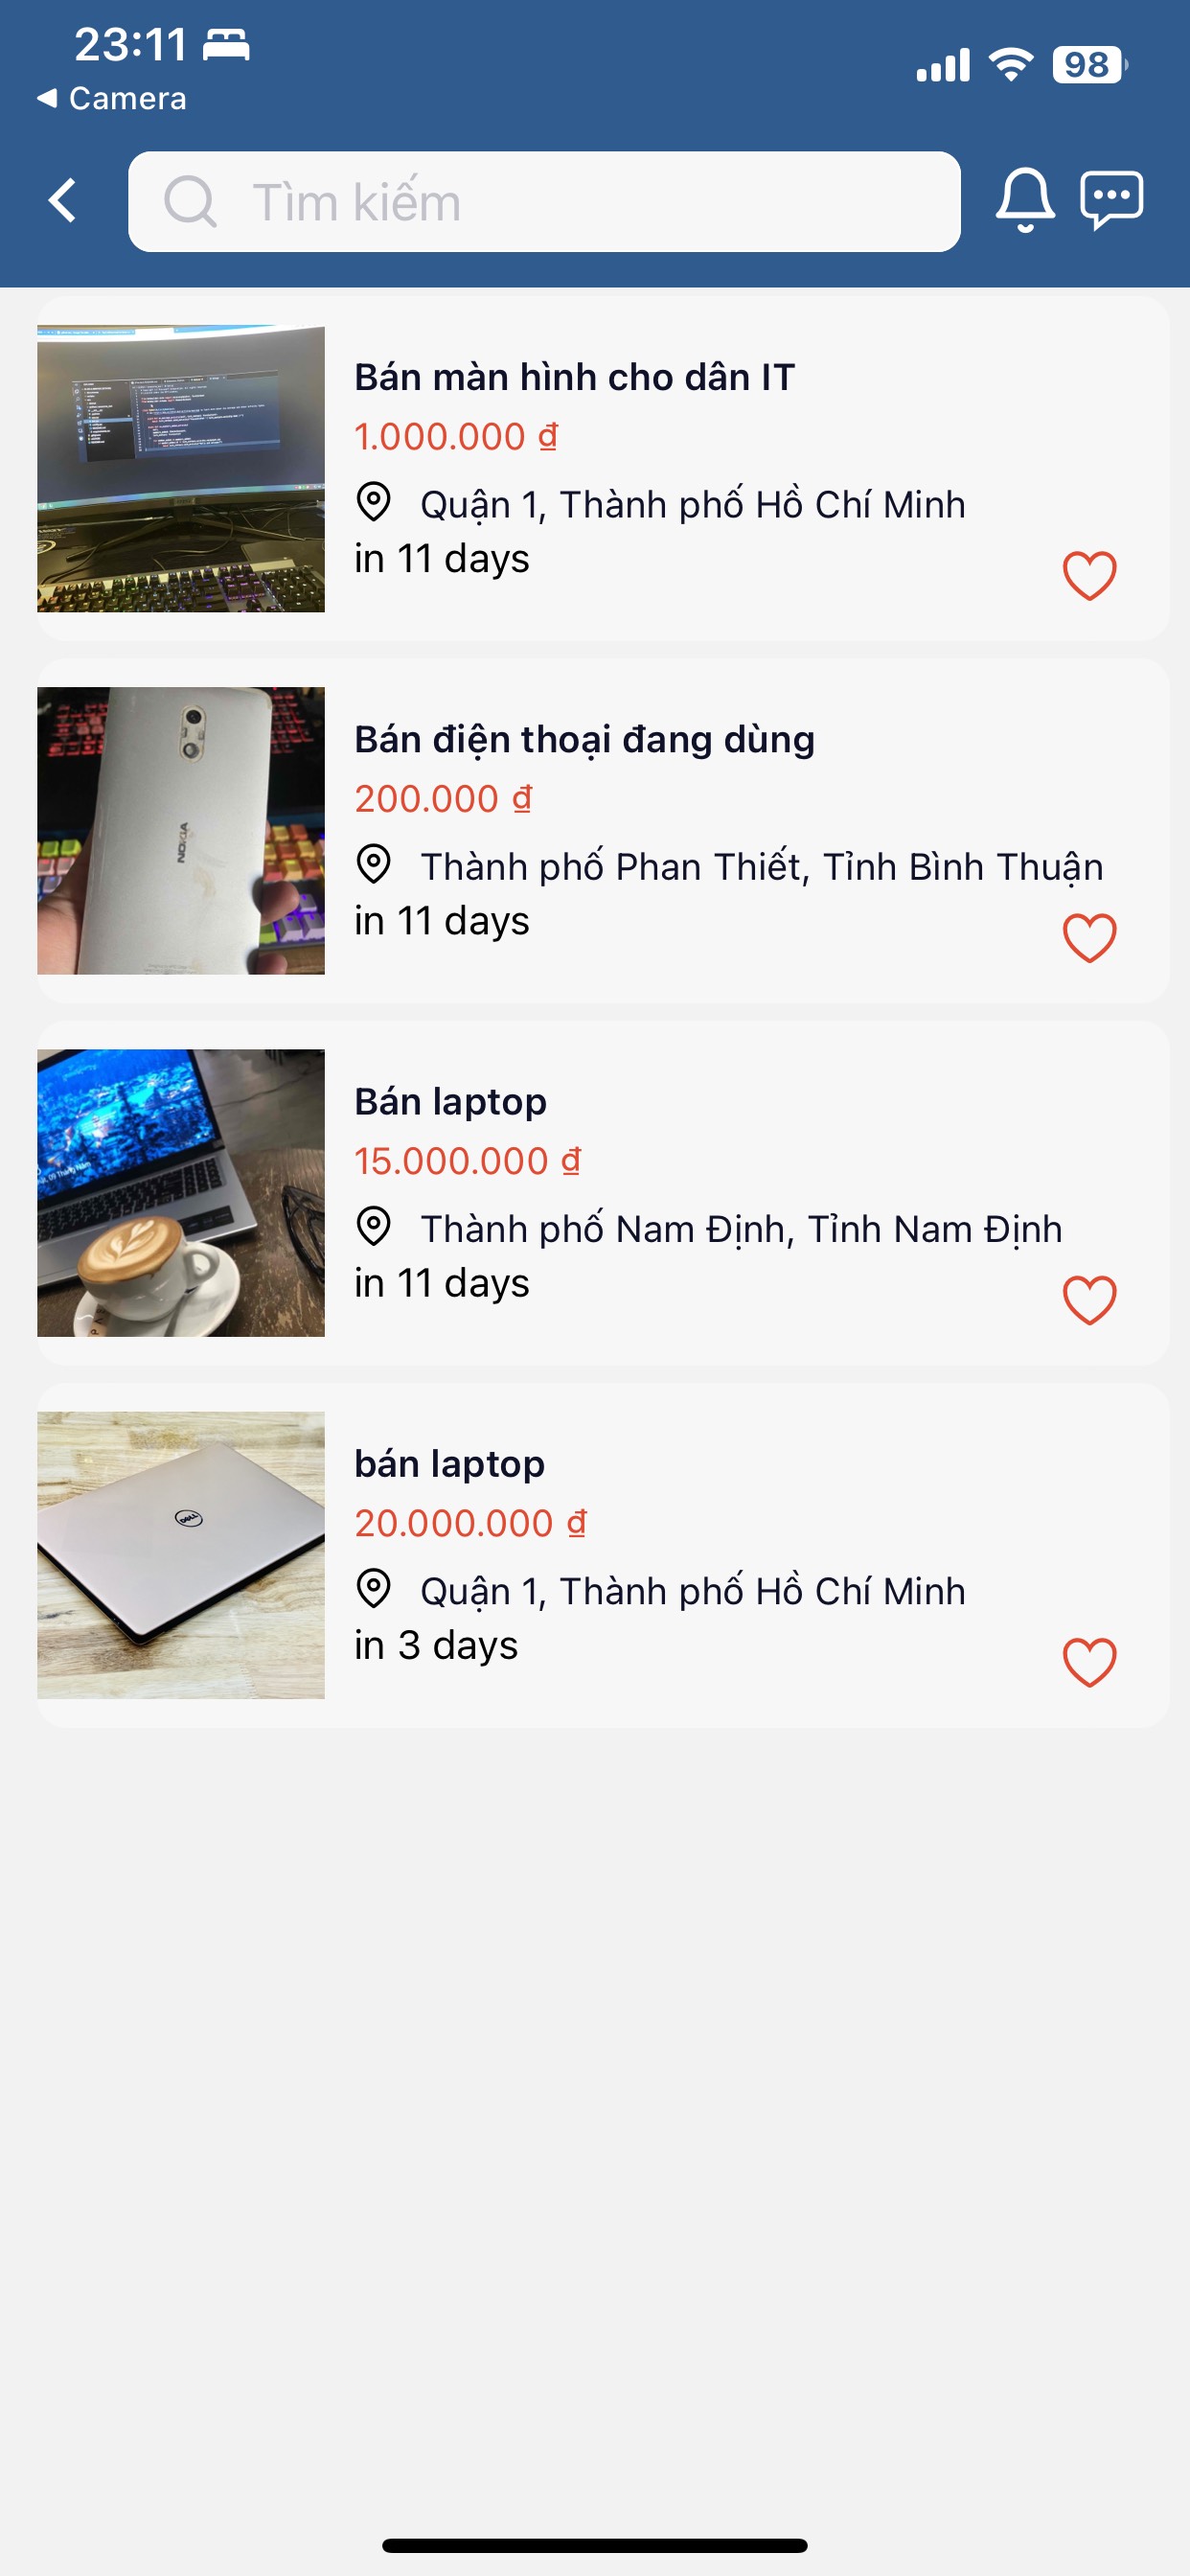 23:11
Camera
98
Tìm kiếm
Bán màn hình cho dân IT
1.000.000 ₫
Quận 1, Thành phố Hồ Chí Minh
in 11 days
Bán điện thoại đang dùng
200.000 ₫
Thành phố Phan Thiết, Tỉnh Bình Thuận
in 11 days
NOKIA
Bán laptop
15.000.000 ₫
Thành phố Nam Định, Tỉnh Nam Định
in 11 days
bán laptop
20.000.000 ₫
Quận 1, Thành phố Hồ Chí Minh
in 3 days
DELL